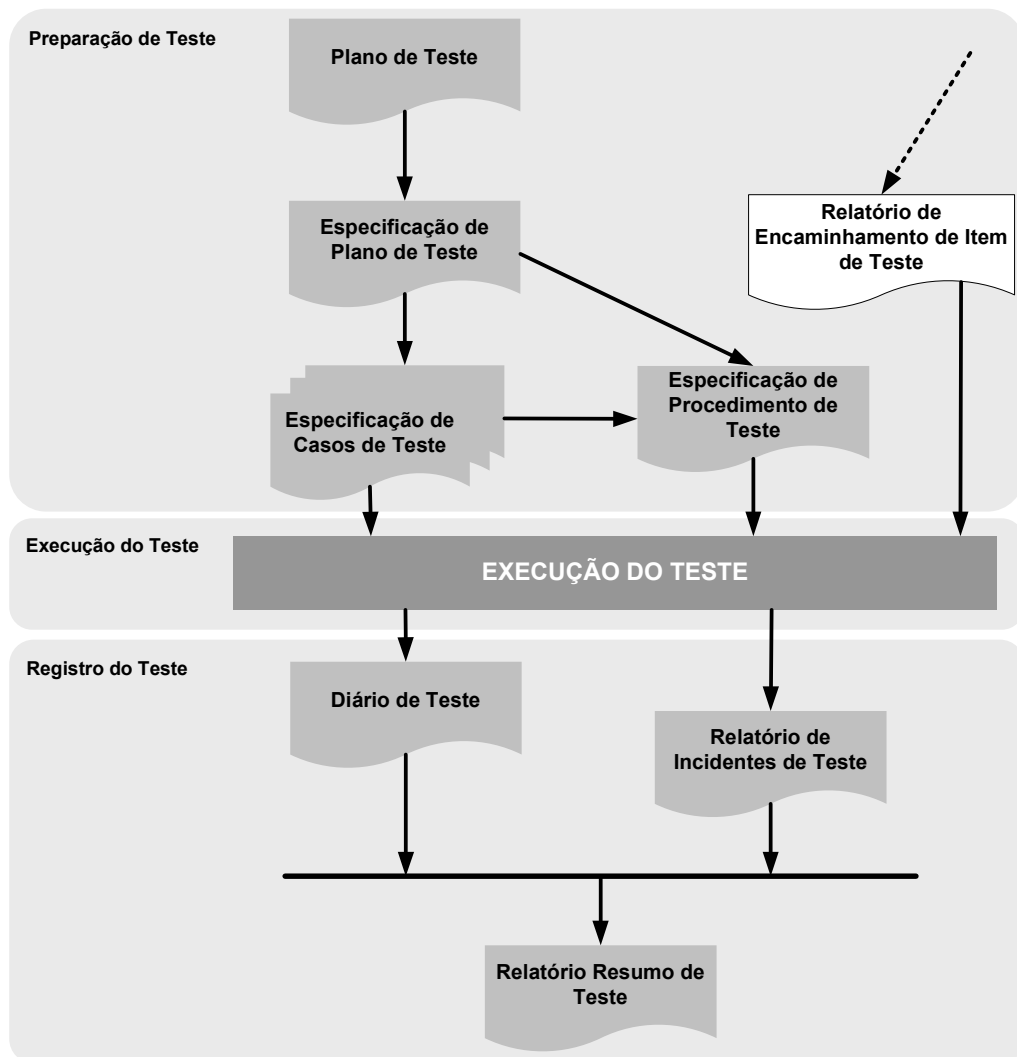 Preparação de Teste
Plano de Teste
Especificação de
Plano de Teste
Relatório de
Encaminhamento de Item
de Teste
Especificação de
Casos de Teste
Especificação de
Procedimento de
Teste
Execução do Teste
EXECUÇÃO DO TESTE
Registro do Teste
Diário de Teste
Relatório de
Incidentes de Teste
Relatório Resumo de
Teste